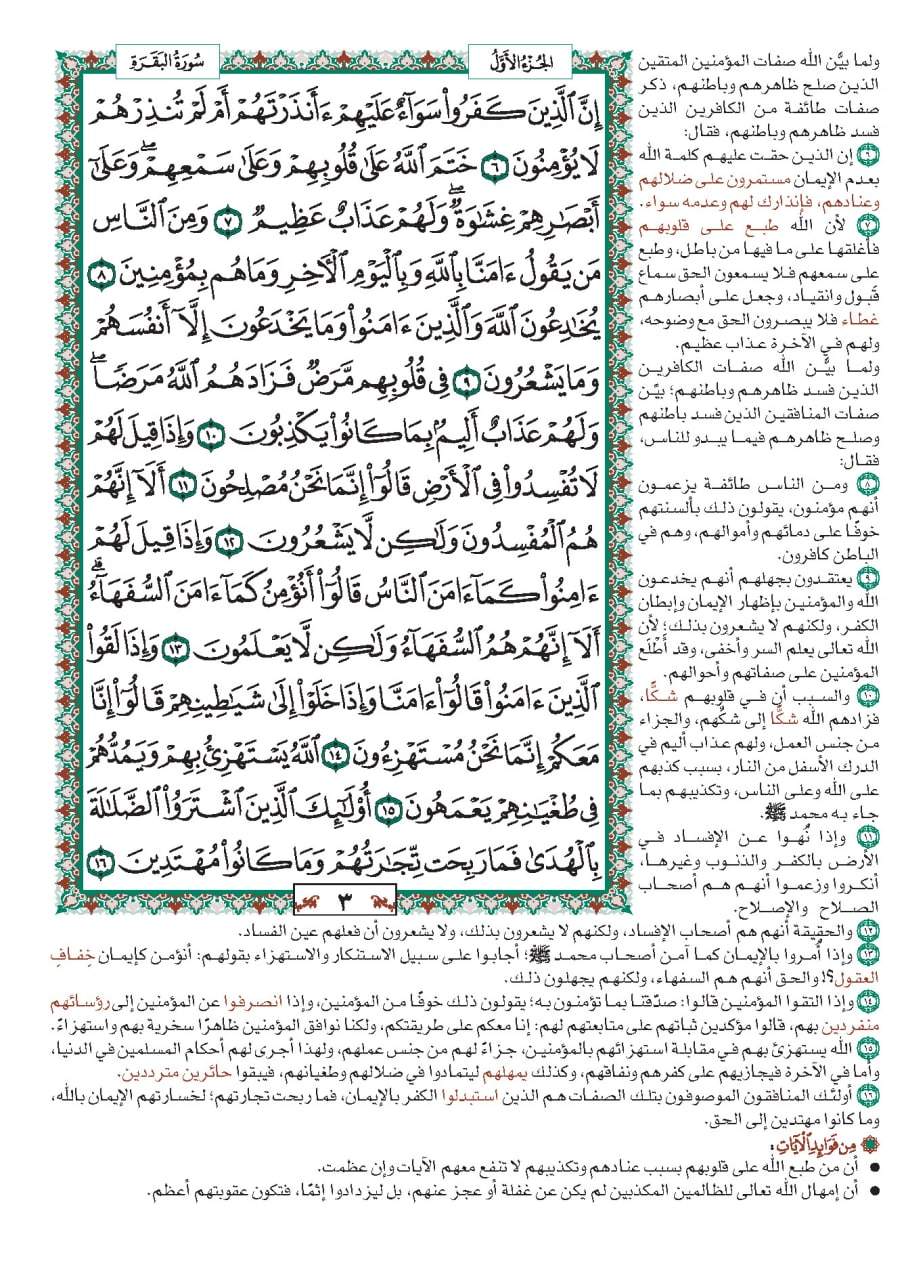 سُورَةُ البَقَرَةِ
الجُزْءُ الأَوَّلُ
إِنَّ ٱلَّذِينَ كَفَرُواْ سَوَآءٌ عَلَيْهِمْ ءَأَنذَرْتَهُمْ أَمْ لَمْ تُنذِرْهُمْ
لَا يُؤْمِنُونَ ٦ خَتَمَ ٱللَّهُ عَلَىٰ قُلُوبِهِمْ وَعَلَىٰ سَمْعِهِمْۖ وَعَلَىٰٓ
أَبْصَٰرِهِمْ غِشَٰوَةٌۖ وَلَهُمْ عَذَابٌ عَظِيمٌ ٧ وَمِنَ ٱلنَّاسِ
مَن يَقُولُ ءَامَنَّا بِٱللَّهِ وَبِٱلْيَوْمِ ٱلْأٓخِرِ وَمَا هُم بِمُؤْمِنِينَ ٨
يُخَٰدِعُونَ ٱللَّهَ وَٱلَّذِينَ ءَامَنُواْ وَمَا يَخْدَعُونَ إِلَّآ أَنفُسَهُمْ
وَمَا يَشْعُرُونَ ٩ فِي قُلُوبِهِم مَّرَضٌ فَزَادَهُمُ ٱللَّهُ مَرَضًاۖ
وَلَهُمْ عَذَابٌ أَلِيمٌۢ بِمَا كَانُواْ يَكْذِبُونَ ١٠ وَإِذَا قِيلَ لَهُمْ
لَا تُفْسِدُواْ فِي ٱلْأَرْضِ قَالُوٓاْ إِنَّمَا نَحْنُ مُصْلِحُونَ ١١ أَلَآ إِنَّهُمْ
هُمُ ٱلْمُفْسِدُونَ وَلَٰكِن لَّا يَشْعُرُونَ ١٢ وَإِذَا قِيلَ لَهُمْ
ءَامِنُواْ كَمَآ ءَامَنَ ٱلنَّاسُ قَالُوٓاْ أَنُؤْمِنُ كَمَآ ءَامَنَ ٱلسُّفَهَآءُۗ
أَلَآ إِنَّهُمْ هُمُ ٱلسُّفَهَآءُ وَلَٰكِن لَّا يَعْلَمُونَ ١٣ وَإِذَا لَقُواْ
ٱلَّذِينَ ءَامَنُواْ قَالُوٓاْ ءَامَنَّا وَإِذَا خَلَوْاْ إِلَىٰ شَيَٰطِينِهِمْ قَالُوٓاْ إِنَّا
مَعَكُمْ إِنَّمَا نَحْنُ مُسْتَهْزِءُونَ ١٤ ٱللَّهُ يَسْتَهْزِئُ بِهِمْ وَيَمُدُّهُمْ
فِي طُغْيَٰنِهِمْ يَعْمَهُونَ ١٥ أُوْلَٰٓئِكَ ٱلَّذِينَ ٱشْتَرَوُاْ ٱلضَّلَٰلَةَ
بِٱلْهُدَىٰ فَمَا رَبِحَت تِّجَٰرَتُهُمْ وَمَا كَانُواْ مُهْتَدِينَ ١٦
٣
ولما بيَّن الله صفات المؤمنين المتقين
الذين صلح ظاهرهم وباطنهم، ذكر
صفات طائفة من الكافرين الذين
فسد ظاهرهم وباطنهم، فقال:
٦ إن الذين حقت عليهم كلمة الله
بعدم الإيمان مستمرون على ضلالهم
وعنادهم، فإنذارك لهم وعدمه سواء.
٧ لأن الله طبع على قلوبهم
فأغلقها على ما فيها من باطل، وطبع
على سمعهم فلا يسمعون الحق سماع
قَبول وانقياد، وجعل على أبصارهم
غطاء فلا يبصرون الحق مع وضوحه،
ولهم في الآخرة عذاب عظيم.
ولما بيَّن الله صفات الكافرين
الذين فسد ظاهرهم وباطنهم؛ بيّن
صفات المنافقين الذين فسد باطنهم
وصلح ظاهرهم فيما يبدو للناس،
فقال:
٨ ومن الناس طائفة يزعمون
أنهم مؤمنون، يقولون ذلك بألسنتهم
خوفًا على دمائهم وأموالهم، وهم في
الباطن كافرون.
٩ يعتقدون بجهلهم أنهم يخدعون
الله والمؤمنين بإظهار الإيمان وإبطان
الكفر، ولكنهم لا يشعرون بذلك؛ لأن
الله تعالى يعلم السر وأخفى، وقد أَطْلَع
المؤمنين على صفاتهم وأحوالهم.
١٠ والسبب أن في قلوبهم شكًّا،
فزادهم الله شكًّا إلى شكهم، والجزاء
من جنس العمل، ولهم عذاب أليم في
الدرك الأسفل من النار، بسبب كذبهم
على الله وعلى الناس، وتكذيبهم بما
جاء به محمد ﷺ.
١١ وإذا نُهوا عن الإفساد في
الأرض بالكفر والذنوب وغيرها،
أنكروا وزعموا أنهم هم أصحاب
الصلاح والإصلاح.
١٢ والحقيقة أنهم هم أصحاب الإفساد، ولكنهم لا يشعرون بذلك، ولا يشعرون أن فعلهم عين الفساد.
١٣ وإذا أُمروا بالإيمان كما آمن أصحاب محمد ﷺ؛ أجابوا على سبيل الاستنكار والاستهزاء بقولهم: أنؤمن كإيمان خِفافِ
العقول؟! والحق أنهم هم السفهاء، ولكنهم يجهلون ذلك.
١٤ وإذا التقوا المؤمنين قالوا: صدّقنا بما تؤمنون به؛ يقولون ذلك خوفًا من المؤمنين، وإذا انصرفوا عن المؤمنين إلى رؤسائهم
منفردين بهم، قالوا مؤكدين ثباتهم على متابعتهم لهم: إنا معكم على طريقتكم، ولكنا نوافق المؤمنين ظاهرًا سخرية بهم واستهزاءً.
١٥ الله يستهزئ بهم في مقابلة استهزائهم بالمؤمنين، جزاءً لهم من جنس عملهم، ولهذا أجرى لهم أحكام المسلمين في الدنيا،
وأما في الآخرة فيجازيهم على كفرهم ونفاقهم، وكذلك يمهلهم ليتمادوا في ضلالهم وطغيانهم، فيبقوا حائرين مترددين.
١٦ أولئك المنافقون الموصوفون بتلك الصفات هم الذين استبدلوا الكفر بالإيمان، فما ربحت تجارتهم؛ لخسارتهم الإيمان بالله،
وما كانوا مهتدين إلى الحق.
مِن فَوَائِدِ الآيَاتِ:
• أن من طبع الله على قلوبهم بسبب عنادهم وتكذيبهم لا تنفع معهم الآيات وإن عظمت.
• أن إمهال الله تعالى للظالمين المكذبين لم يكن عن غفلة أو عجز عنهم، بل ليزدادوا إثمًا، فتكون عقوبتهم أعظم.